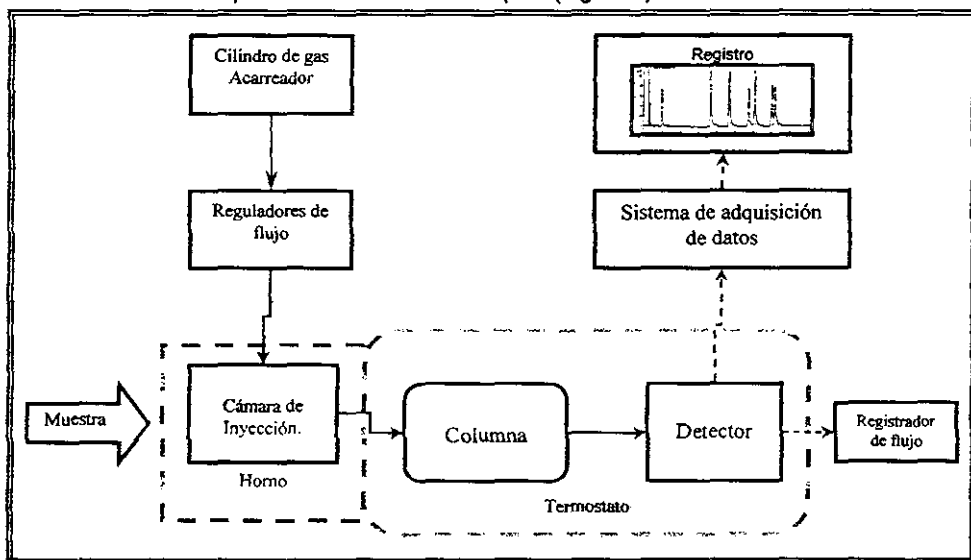 Cilindro de gas
Acarreador
Registro
Reguladores de
flujo
Sistema de adquisición
de datos
Muestra
Cámara de
Inyección.
Horno
Columna
Detector
Registrador
de flujo
Termostato